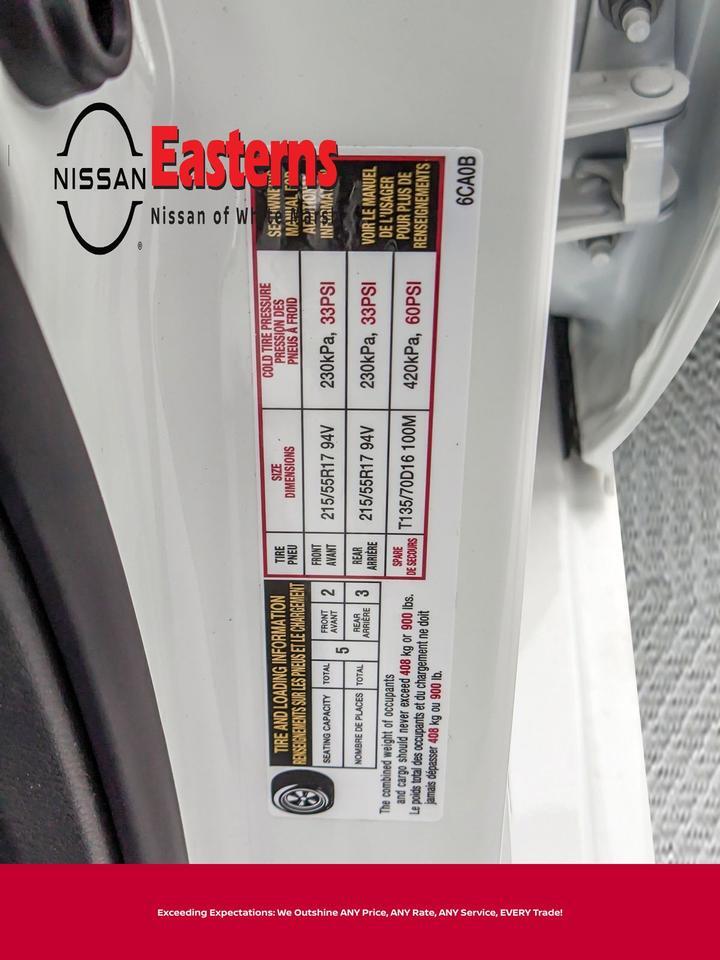 NISSAN
®
Easterns
Nissan of White Marsh
TIRE AND LOADING INFORMATION
RENSEIGNEMENTS SUR LES PNEUS ET LE CHARGEMENT
SEATING CAPACITY
NOMBRE DE PLACES
TOTAL
TOTAL
5
FRONT
AVANT
2
REAR
ARRIÈRE
3
The combined weight of occupants
and cargo should never exceed 408 kg or 900 lbs.
Le poids total des occupants et du chargement ne doit
jamais dépasser 408 kg ou 900 lb.
TIRE
PNEU
SIZE
DIMENSIONS
COLD TIRE PRESSURE
PRESSION DES
PNEUS À FROID
FRONT
AVANT
215/55R17 94V
230kPa, 33PSI
REAR
ARRIÈRE
215/55R17 94V
230kPa, 33PSI
SPARE
DE SECOURS
T135/70D16 100M
420kPa, 60PSI
MANUAL FOR
VOIR LE MANUEL
DE L'USAGER
POUR PLUS DE
RENSEIGNEMENTS
6CA0B
Exceeding Expectations: We Outshine ANY Price, ANY Rate, ANY Service, EVERY Trade!